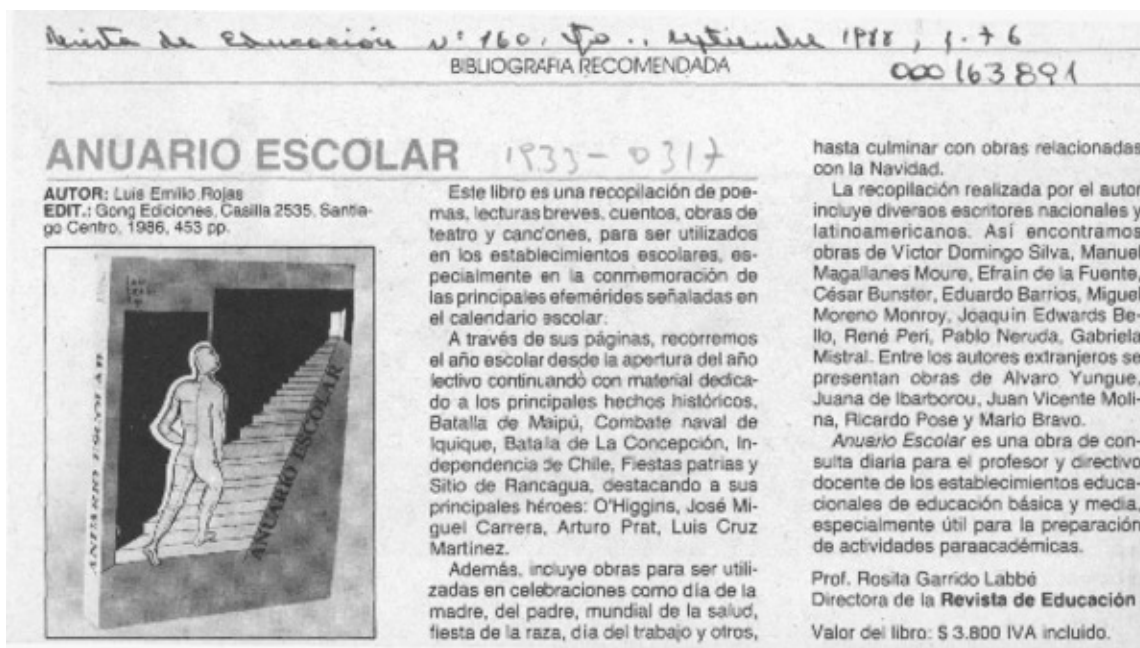 Revista de Educación nº 160, Stgo., septiembre 1988, p. 76
BIBLIOGRAFIA RECOMENDADA
000163891
ANUARIO ESCOLAR
1933-0317
AUTOR: Luis Emilio Rojas
EDIT.: Gong Ediciones, Casilla 2535, Santia-
go Centro, 1986, 453 pp.
ANUARIO ESCOLAR
ANUARIO ESCOLAR
Este libro es una recopilación de poe-
mas, lecturas breves, cuentos, obras de
teatro y canciones, para ser utilizados
en los establecimientos escolares, es-
pecialmente en la conmemoración de
las principales efemérides señaladas en
el calendario escolar.
A través de sus páginas, recorremos
el año escolar desde la apertura del año
lectivo continuando con material dedica-
do a los principales hechos históricos,
Batalla de Maipú, Combate naval de
Iquique, Batalla de La Concepción, In-
dependencia de Chile, Fiestas patrias y
Sitio de Rancagua, destacando a sus
principales héroes: O'Higgins, José Mi-
guel Carrera, Arturo Prat, Luis Cruz
Martínez.
Además, incluye obras para ser utili-
zadas en celebraciones como día de la
madre, del padre, mundial de la salud,
fiesta de la raza, día del trabajo y otros,
hasta culminar con obras relacionadas
con la Navidad.
La recopilación realizada por el autor
incluye diversos escritores nacionales y
latinoamericanos. Así encontramos
obras de Víctor Domingo Silva, Manuel
Magallanes Moure, Efraín de la Fuente,
César Bunster, Eduardo Barrios, Miguel
Moreno Monroy, Joaquín Edwards Be-
llo, René Peri, Pablo Neruda, Gabriela
Mistral. Entre los autores extranjeros se
presentan obras de Alvaro Yungue,
Juana de Ibarborou, Juan Vicente Moli-
na, Ricardo Pose y Mario Bravo.
Anuario Escolar es una obra de con-
sulta diaria para el profesor y directivo
docente de los establecimientos educa-
cionales de educación básica y media,
especialmente útil para la preparación
de actividades paraacadémicas.
Prof. Rosita Garrido Labbé
Directora de la Revista de Educación
Valor del libro: $ 3.800 IVA incluido.